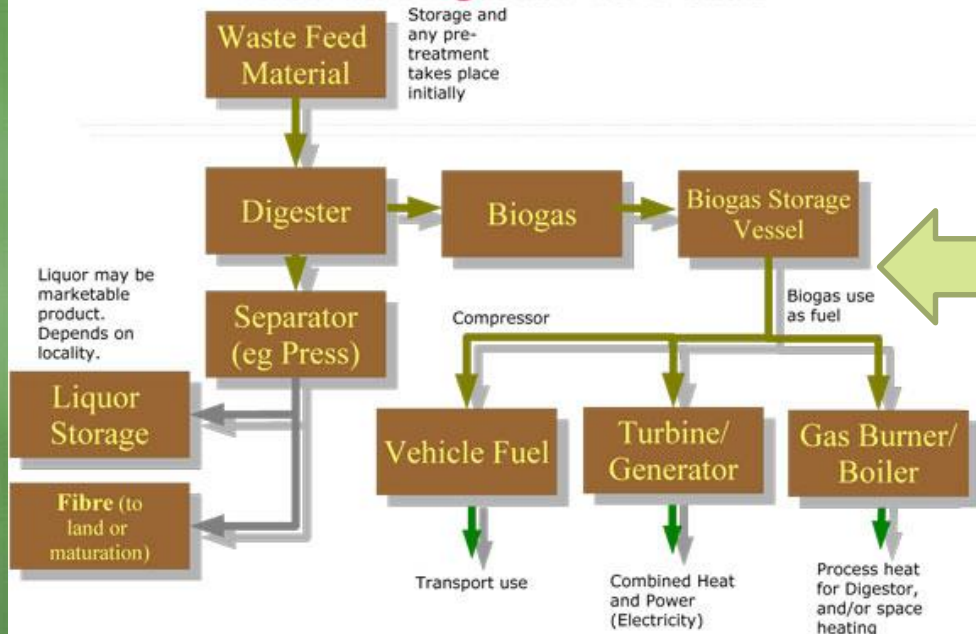 Waste Feed
Material
Storage and
any pre-
treatment
takes place
initially
Digester
Biogas
Biogas Storage
Vessel
Liquor may be
marketable
product.
Depends on
locality.
Separator
(eg Press)
Compressor
Biogas use
as fuel
Liquor
Storage
Vehicle Fuel
Turbine/
Generator
Gas Burner/
Boiler
Fibre (to
land or
maturation)
Transport use
Combined Heat
and Power
(Electricity)
Process heat
for Digestor,
and/or space
heating